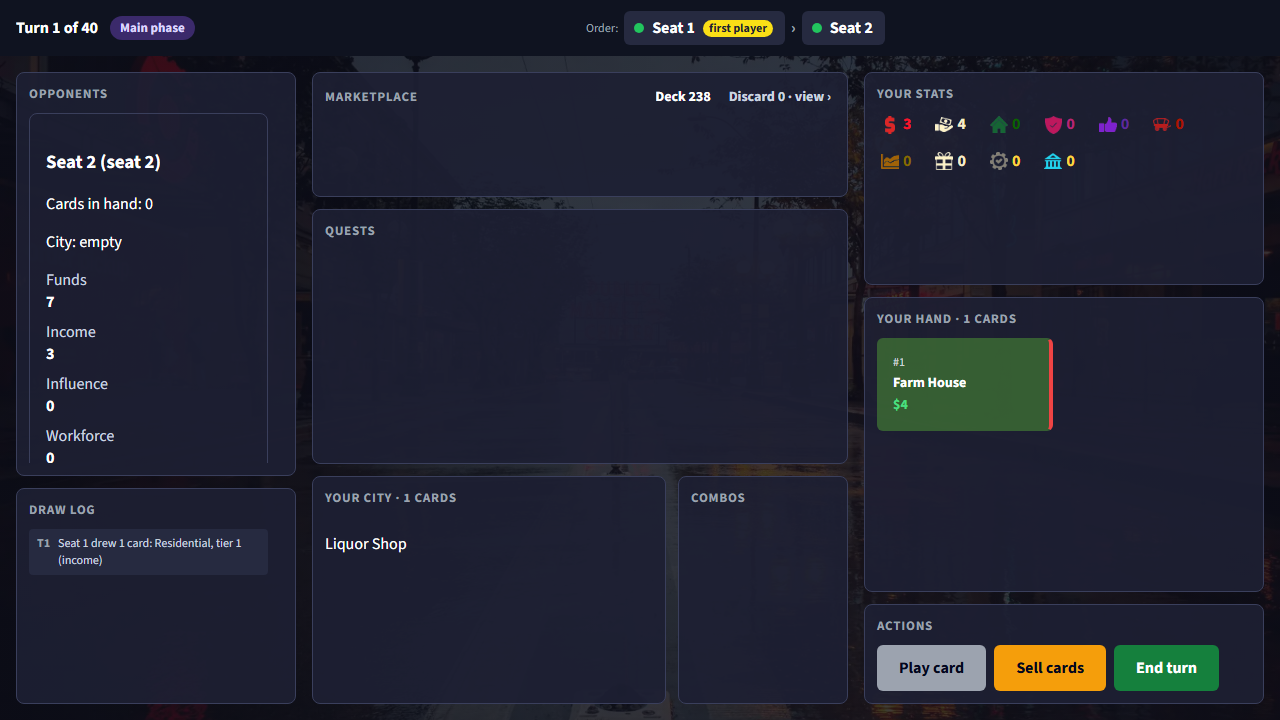 Turn 1 of 40 Main phase
Order: Seat 1 first player › Seat 2
OPPONENTS
Seat 2 (seat 2)
Cards in hand: 0
City: empty
Funds
7
Income
3
Influence
0
Workforce
0
DRAW LOG
T1 Seat 1 drew 1 card: Residential, tier 1
(income)
MARKETPLACE
Deck 238 Discard 0 · view ›
QUESTS
YOUR CITY · 1 CARDS
Liquor Shop
COMBOS
YOUR STATS
3 4 0 0 0 0
0 0 0 0
YOUR HAND · 1 CARDS
#1
Farm House
$4
ACTIONS
Play card Sell cards End turn